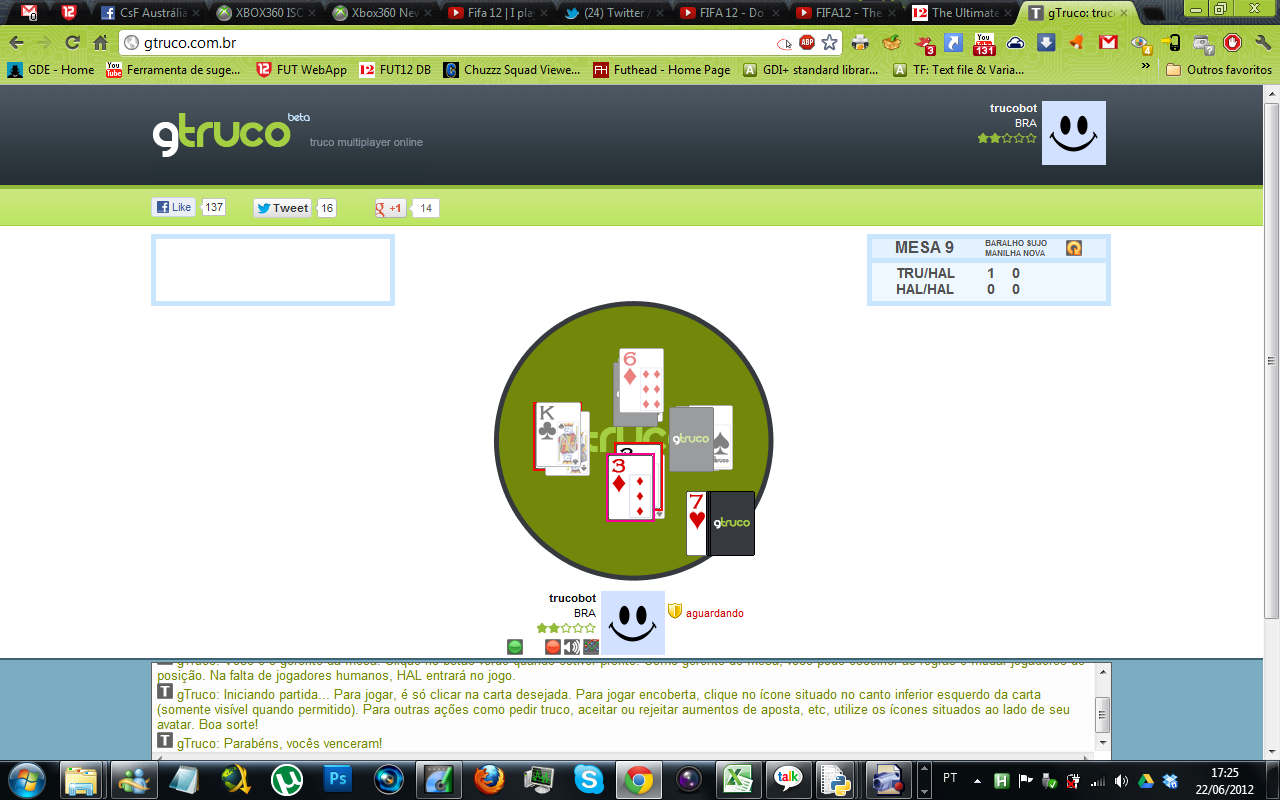 CsF Austrália
XBOX360 ISO
Xbox360 Nev
Fifa 12 | I pla
(24) Twitter /
FIFA 12 - Do
FIFA12 - The
The Ultimate
gTruco: truc
gtruco.com.br
GDE - Home
Ferramenta de suge...
FUT WebApp
FUT12 DB
Chuzzz Squad Viewe...
Futhead - Home Page
GDI+ standard librar...
TF: Text file & Varia...
Outros favoritos
gtruco beta
truco multiplayer online
trucobot
BRA
Like 137
Tweet 16
+1 14
MESA 9
BARALHO SUJO
MANILHA NOVA
TRU/HAL 1 0
HAL/HAL 0 0
6
K
gtruco
3
7
gtruco
trucobot
BRA
aguardando
posição. Na falta de jogadores humanos, HAL entrará no jogo.
gTruco: Iniciando partida... Para jogar, é só clicar na carta desejada. Para jogar encoberta, clique no ícone situado no canto inferior esquerdo da carta
(somente visível quando permitido). Para outras ações como pedir truco, aceitar ou rejeitar aumentos de aposta, etc, utilize os ícones situados ao lado de seu
avatar. Boa sorte!
gTruco: Parabéns, vocês venceram!
Ps
talk
PT
17:25
22/06/2012